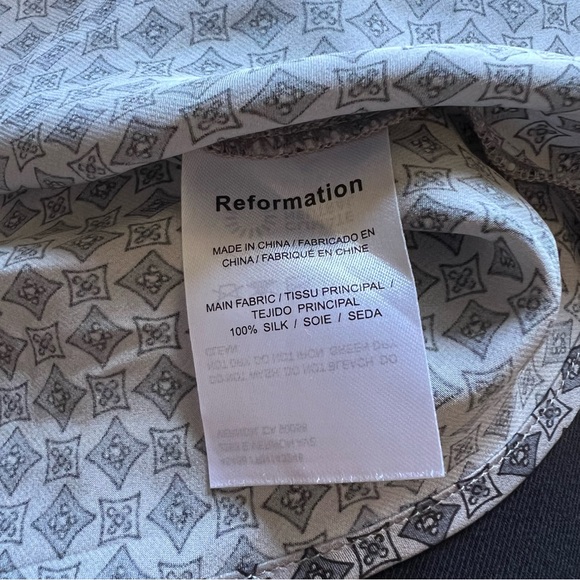 Reformation
MADE IN CHINA / FABRICADO EN
CHINA / FABRIQUÉ EN CHINE
MAIN FABRIC / TISSU PRINCIPAL /
TEJIDO PRINCIPAL
100% SILK / SOIE / SEDA